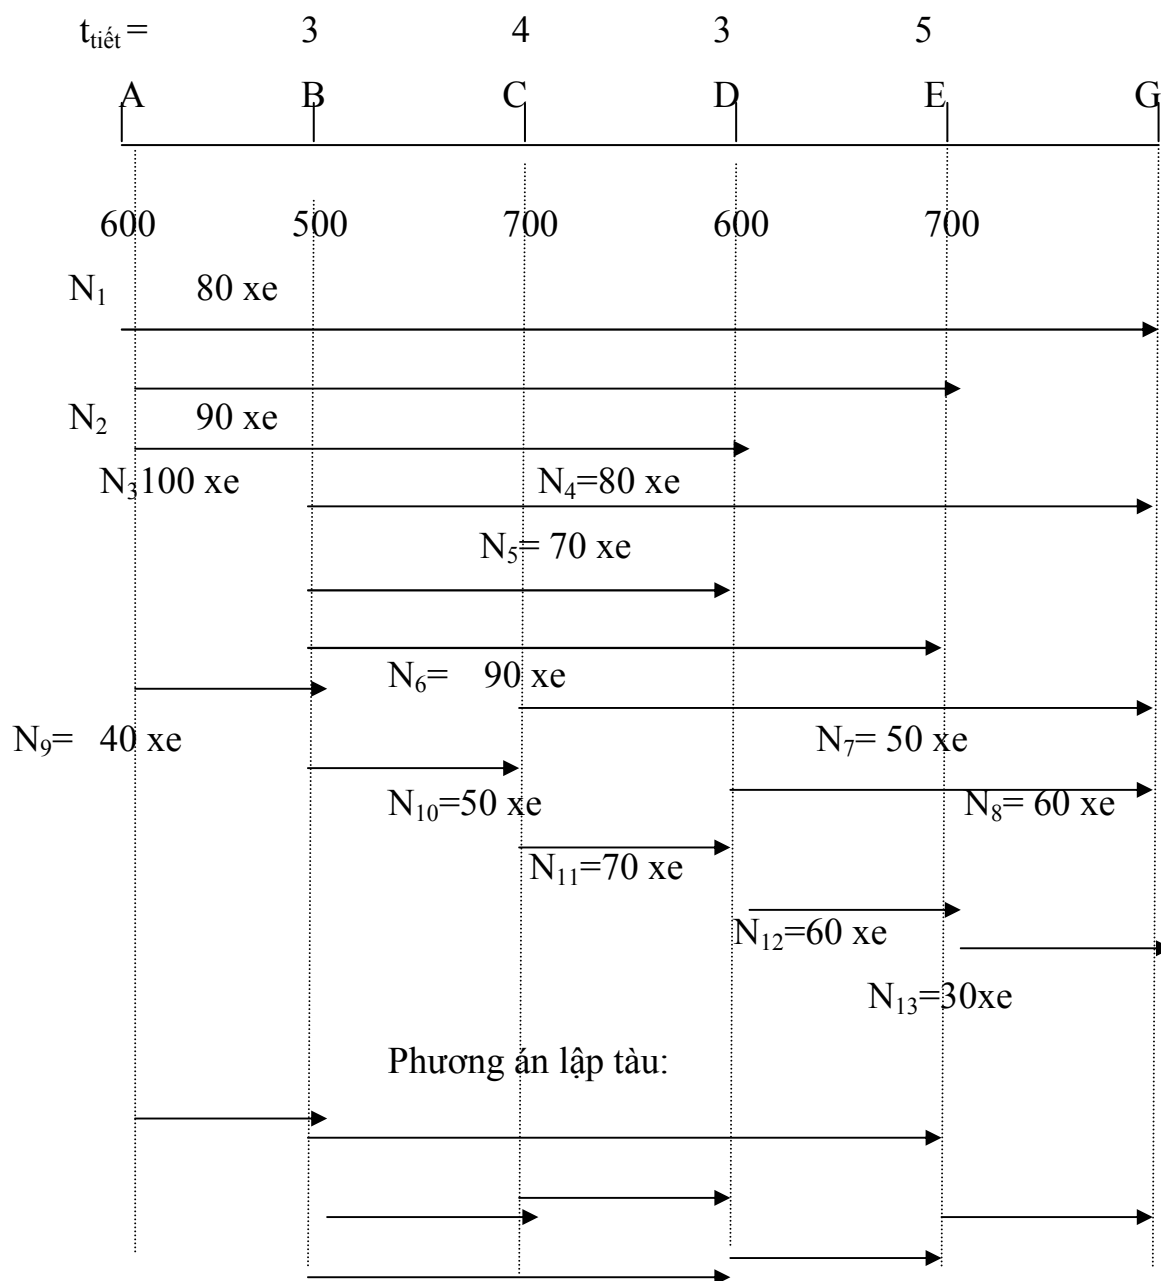 t_tiết = 3 4 3 5
A B C D E G
600 500 700 600 700
N₁ 80 xe
N₂ 90 xe
N₃100 xe N₄=80 xe
N₅= 70 xe
N₆= 90 xe
N₉= 40 xe N₇= 50 xe
N₁₀=50 xe N₈= 60 xe
N₁₁=70 xe
N₁₂=60 xe
N₁₃=30xe
Phương án lập tàu: